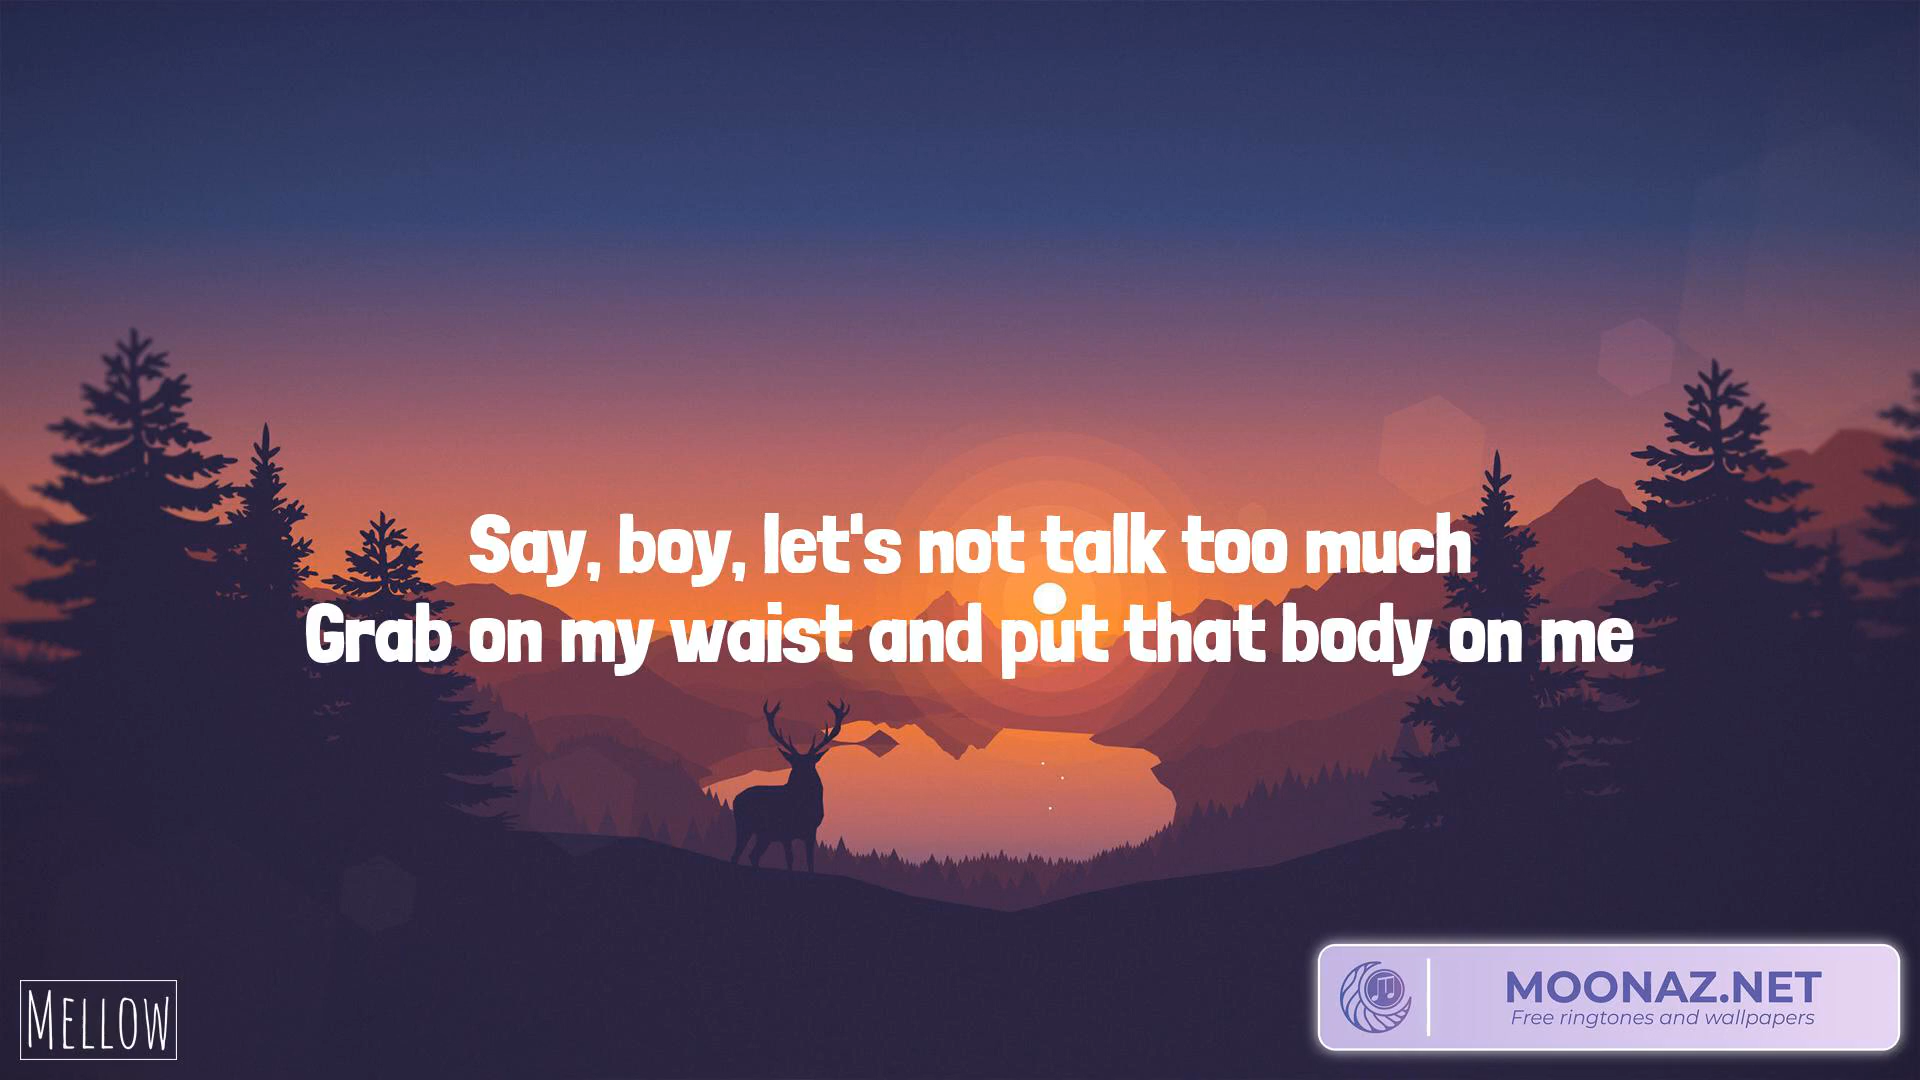 Say, boy, let's not talk too much
Grab on my waist and put that body on me
MELLOW
MOONAZ.NET
Free ringtones and wallpapers